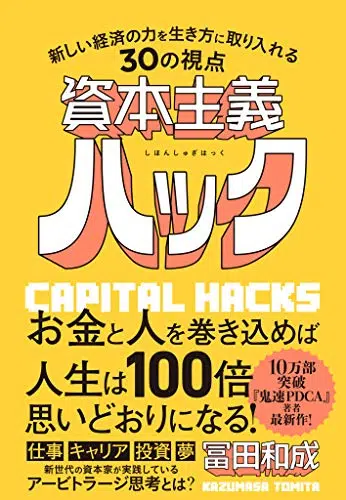 新しい経済の力を生き方に取り入れる
30の視点
資本主義
しほんしゅぎはっく
ハック
CAPITAL HACKS
お金と人を巻き込めば
人生は100倍
思いどおりになる!
10万部
突破
『鬼速PDCA』
著者
最新作!
仕事 キャリア 投資 夢
新世代の資本家が実践している
アービトラージ思考とは?
冨田和成
KAZUMASA TOMITA